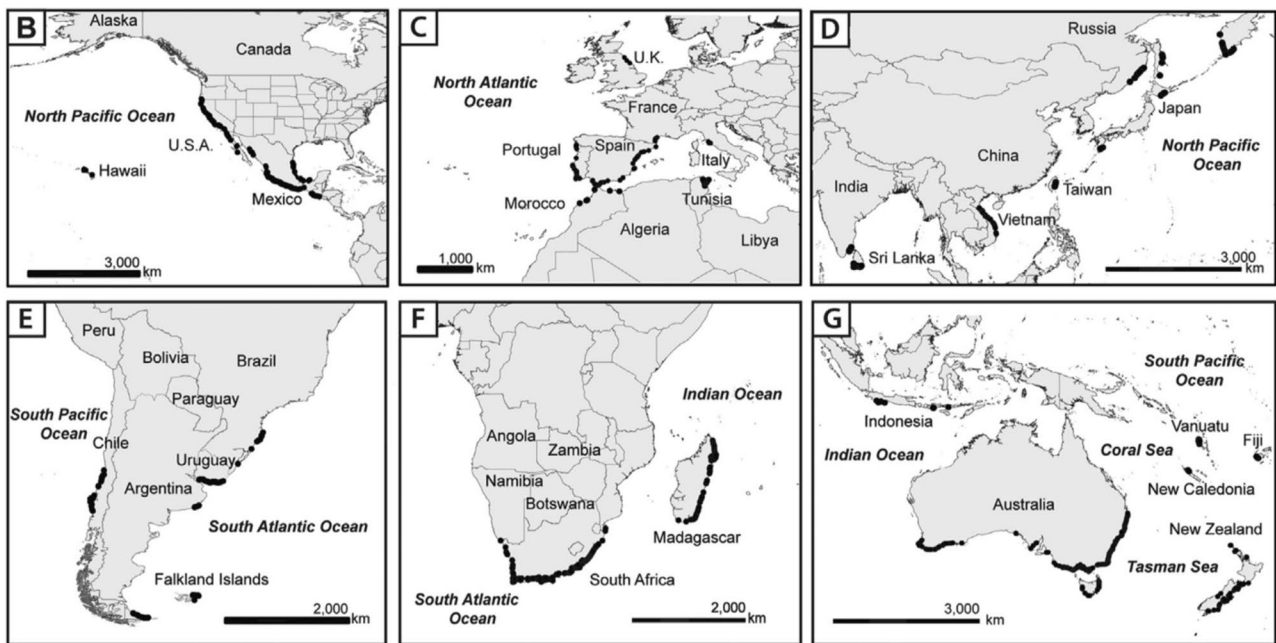 B
Alaska
Canada
North Pacific Ocean
U.S.A.
Hawaii
Mexico
3,000
km
C
U.K.
North Atlantic
Ocean
France
Portugal
Spain
Italy
Morocco
Tunisia
Algeria
Libya
1,000
km
D
Russia
Japan
China
North Pacific
Ocean
India
Taiwan
Vietnam
Sri Lanka
3,000
km
E
Peru
Bolivia
Brazil
Paraguay
South Pacific
Ocean
Chile
Uruguay
Argentina
South Atlantic Ocean
Falkland Islands
2,000
km
F
Indian Ocean
Angola
Zambia
Namibia
Botswana
Madagascar
South Africa
South Atlantic
Ocean
2,000
km
G
South Pacific
Ocean
Indonesia
Vanuatu
Fiji
Indian Ocean
Coral Sea
New Caledonia
Australia
New Zealand
Tasman Sea
3,000
km